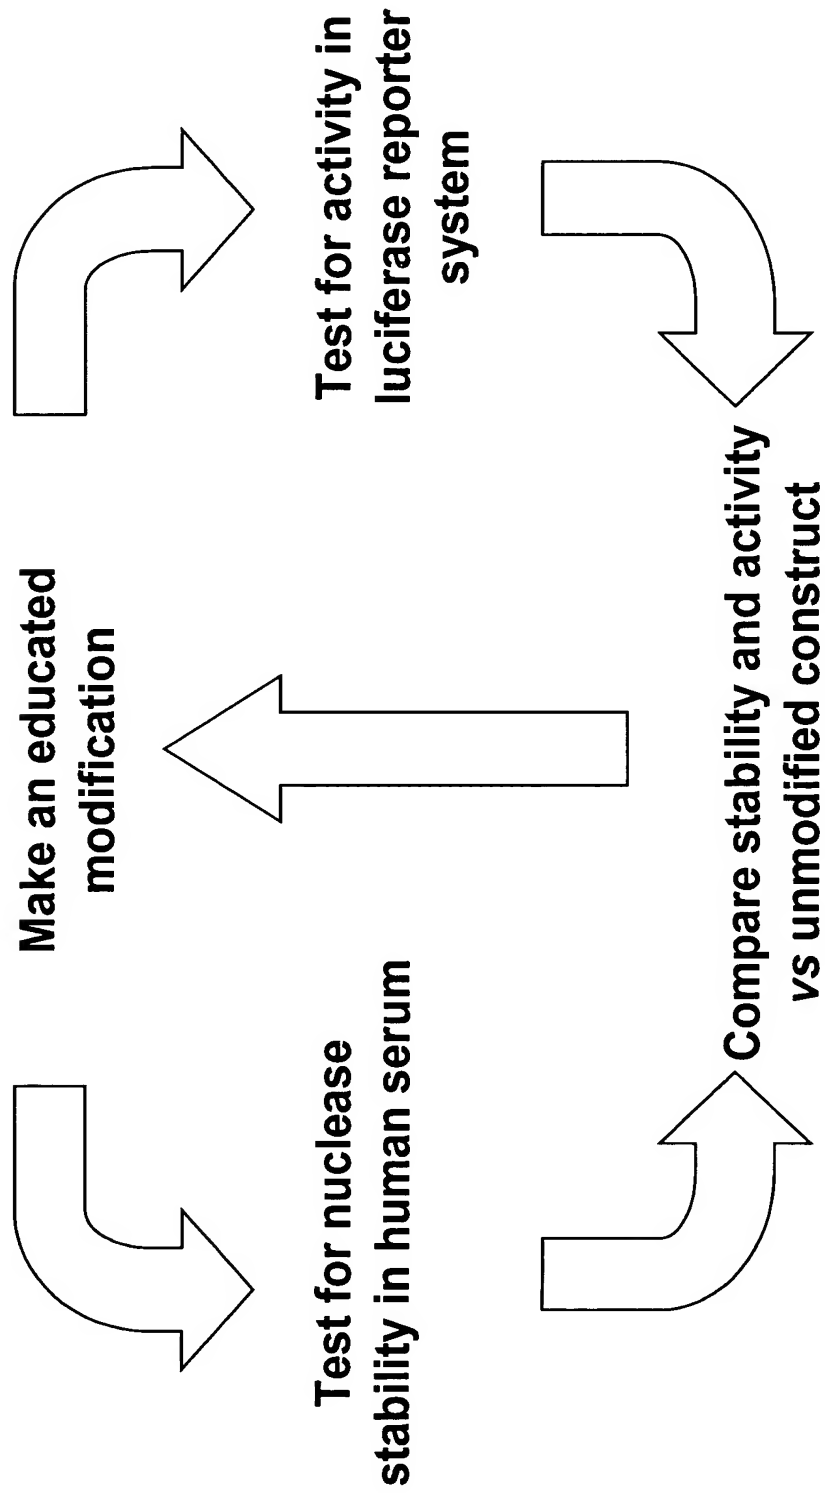 Make an educated
modification
Test for nuclease
stability in human serum
Test for activity in
luciferase reporter
system
Compare stability and activity
vs unmodified construct